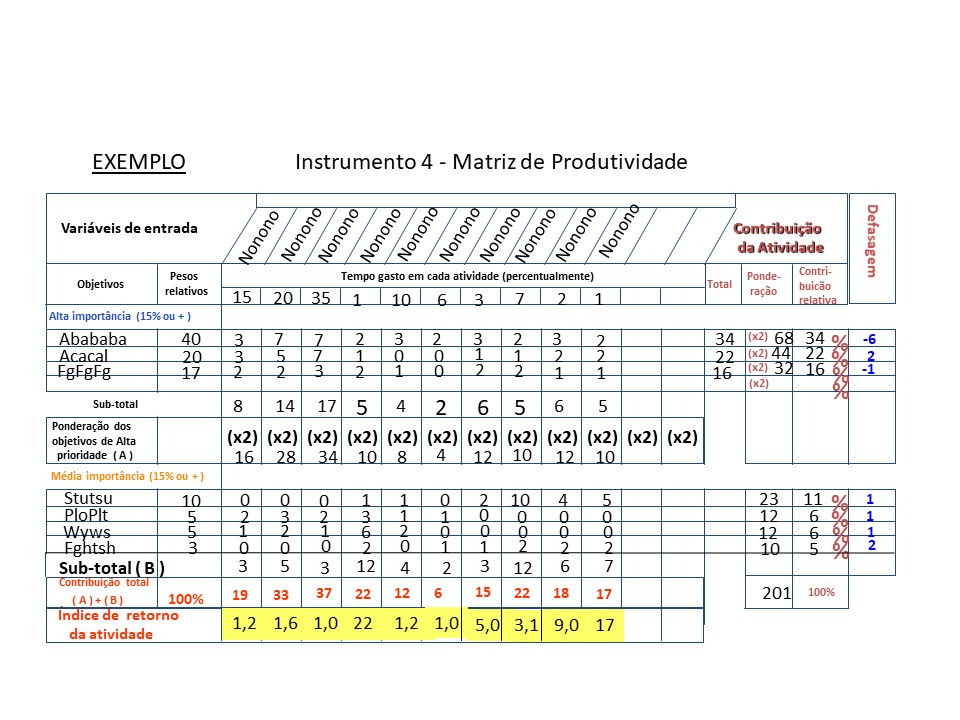 EXEMPLO Instrumento 4 - Matriz de Produtividade
Variáveis de entrada Nonono Nonono Nonono Nonono Nonono Nonono Nonono Nonono Nonono Nonono Contribuição da Atividade Defasagem
Objetivos Pesos relativos Tempo gasto em cada atividade (percentualmente) Total Ponde-ração Contri-buicão relativa
15 20 35 1 10 6 3 7 2 1
Alta importância (15% ou + )
Abababa 40 3 7 7 2 3 2 3 2 3 2 34 (x2) 68 34 % -6
Acacal 20 3 5 7 1 0 0 1 1 2 2 22 (x2) 44 22 % 2
FgFgFg 17 2 2 3 2 1 0 2 2 1 1 16 (x2) 32 16 % -1
(x2) %
Sub-total 8 14 17 5 4 2 6 5 6 5
Ponderação dos
objetivos de Alta (x2) (x2) (x2) (x2) (x2) (x2) (x2) (x2) (x2) (x2) (x2) (x2)
prioridade ( A ) 16 28 34 10 8 4 12 10 12 10
Média importância (15% ou + )
Stutsu 10 0 0 0 1 1 0 2 10 4 5 23 11 % 1
PloPlt 5 2 3 2 3 1 1 0 0 0 0 12 6 % 1
Wyws 5 1 2 1 6 2 0 0 0 0 0 12 6 % 1
Fghtsh 3 0 0 0 2 0 1 1 2 2 2 10 5 % 2
Sub-total ( B ) 3 5 3 12 4 2 3 12 6 7
Contribuição total
( A ) + ( B ) 100% 19 33 37 22 12 6 15 22 18 17 201 100%
Índice de retorno
da atividade 1,2 1,6 1,0 22 1,2 1,0 5,0 3,1 9,0 17